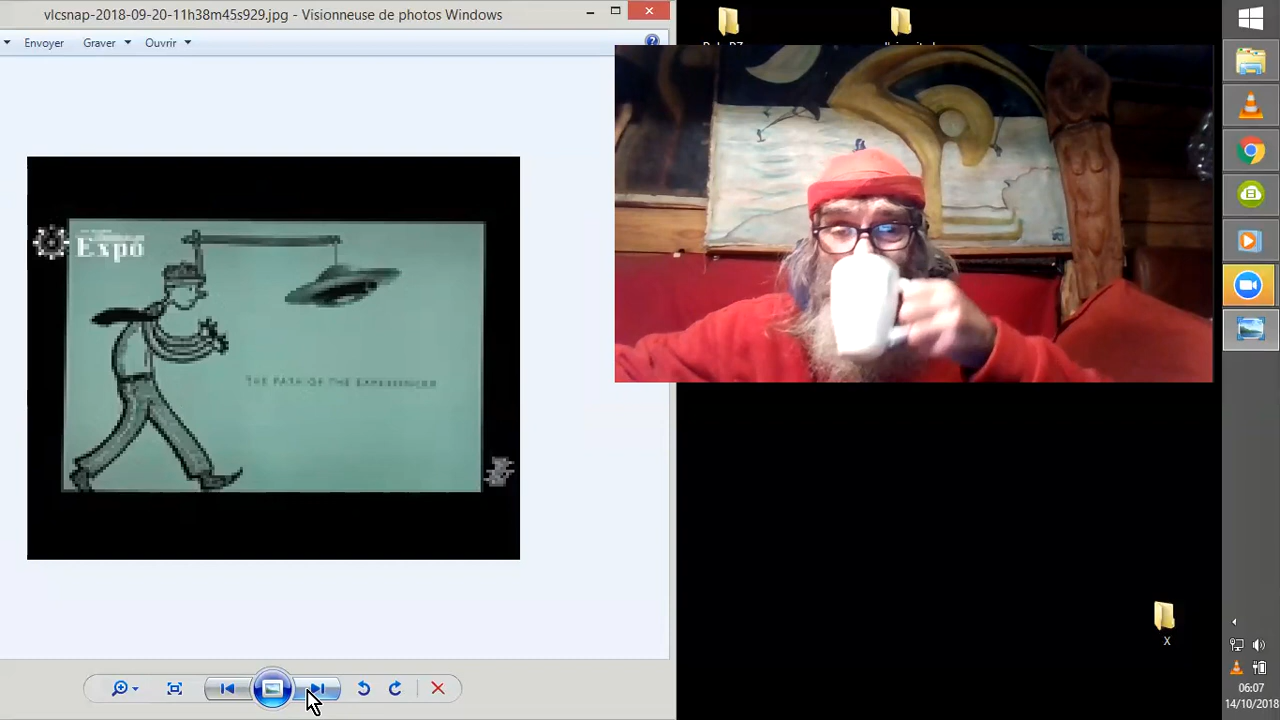 vlcsnap-2018-09-20-11h38m45s929.jpg - Visionneuse de photos Windows
Envoyer Graver Ouvrir
Expo
THE PATH OF THE EXPERIENCER
X
06:07
14/10/2018